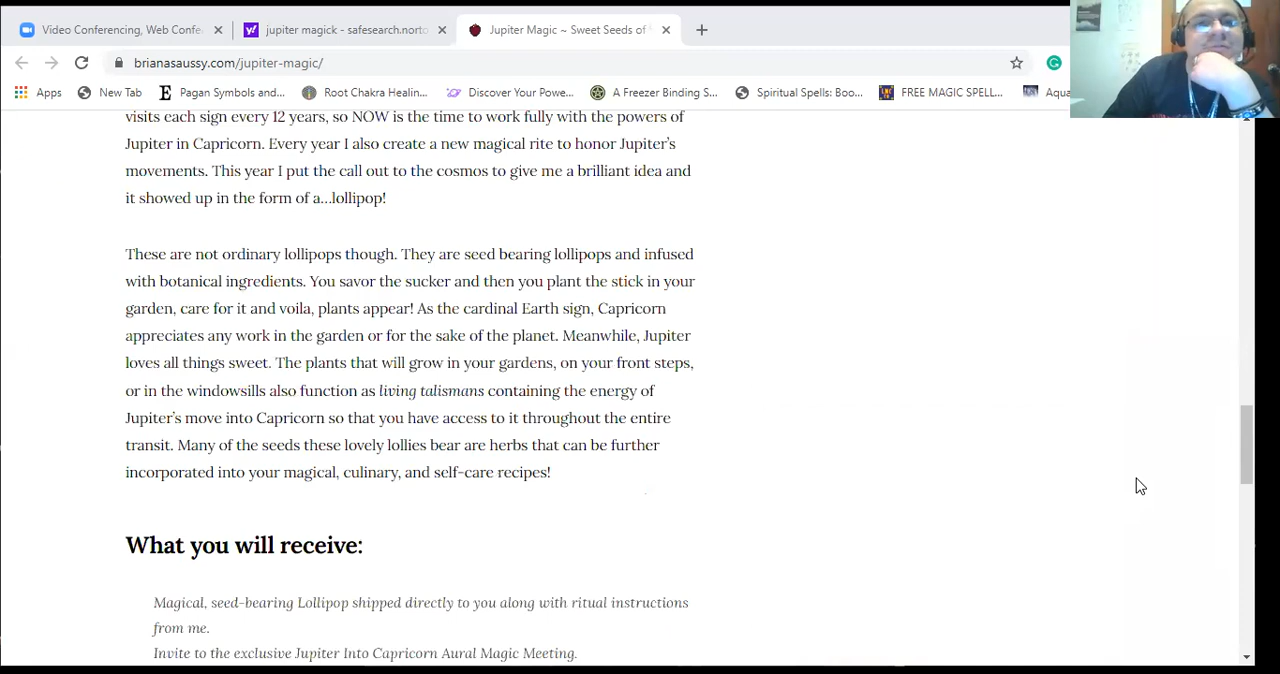 Video Conferencing, Web Confe
jupiter magick - safesearch.norto
Jupiter Magic ~ Sweet Seeds of
brianasaussy.com/jupiter-magic/
Apps
New Tab
Pagan Symbols and...
Root Chakra Healin...
Discover Your Powe...
A Freezer Binding S...
Spiritual Spells: Boo...
FREE MAGIC SPELL...
Aqua
visits each sign every 12 years, so NOW is the time to work fully with the powers of
Jupiter in Capricorn. Every year I also create a new magical rite to honor Jupiter's
movements. This year I put the call out to the cosmos to give me a brilliant idea and
it showed up in the form of a...lollipop!
These are not ordinary lollipops though. They are seed bearing lollipops and infused
with botanical ingredients. You savor the sucker and then you plant the stick in your
garden, care for it and voila, plants appear! As the cardinal Earth sign, Capricorn
appreciates any work in the garden or for the sake of the planet. Meanwhile, Jupiter
loves all things sweet. The plants that will grow in your gardens, on your front steps,
or in the windowsills also function as living talismans containing the energy of
Jupiter's move into Capricorn so that you have access to it throughout the entire
transit. Many of the seeds these lovely lollies bear are herbs that can be further
incorporated into your magical, culinary, and self-care recipes!
What you will receive:
Magical, seed-bearing Lollipop shipped directly to you along with ritual instructions
from me.
Invite to the exclusive Jupiter Into Capricorn Aural Magic Meeting.